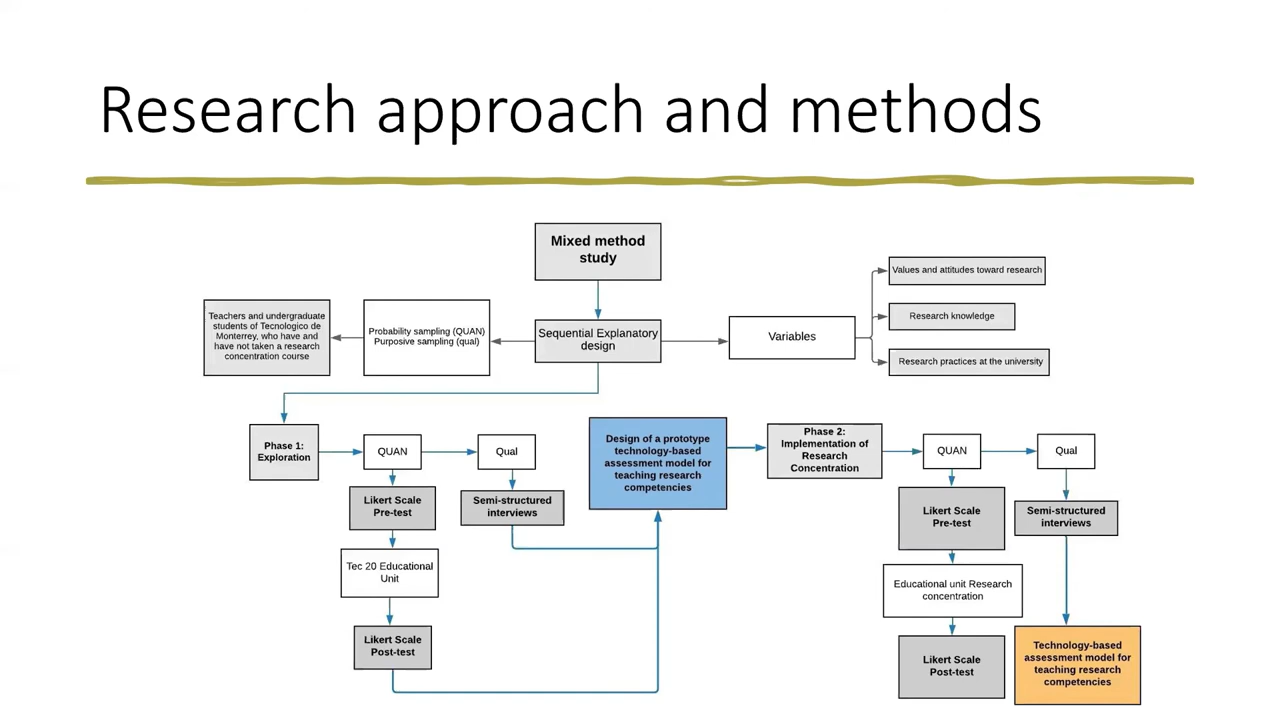 Research approach and methods
Mixed method
study
Values and attitudes toward research
Teachers and undergraduate
students of Tecnologico de
Monterrey, who have and
have not taken a research
concentration course
Probability sampling (QUAN)
Purposive sampling (qual)
Sequential Explanatory
design
Variables
Research knowledge
Research practices at the university
Phase 1:
Exploration
QUAN
Qual
Likert Scale
Pre-test
Semi-structured
interviews
Tec 20 Educational
Unit
Likert Scale
Post-test
Design of a prototype
technology-based
assessment model for
teaching research
competencies
Phase 2:
Implementation of
Research
Concentration
QUAN
Qual
Likert Scale
Pre-test
Semi-structured
interviews
Educational unit Research
concentration
Likert Scale
Post-test
Technology-based
assessment model for
teaching research
competencies